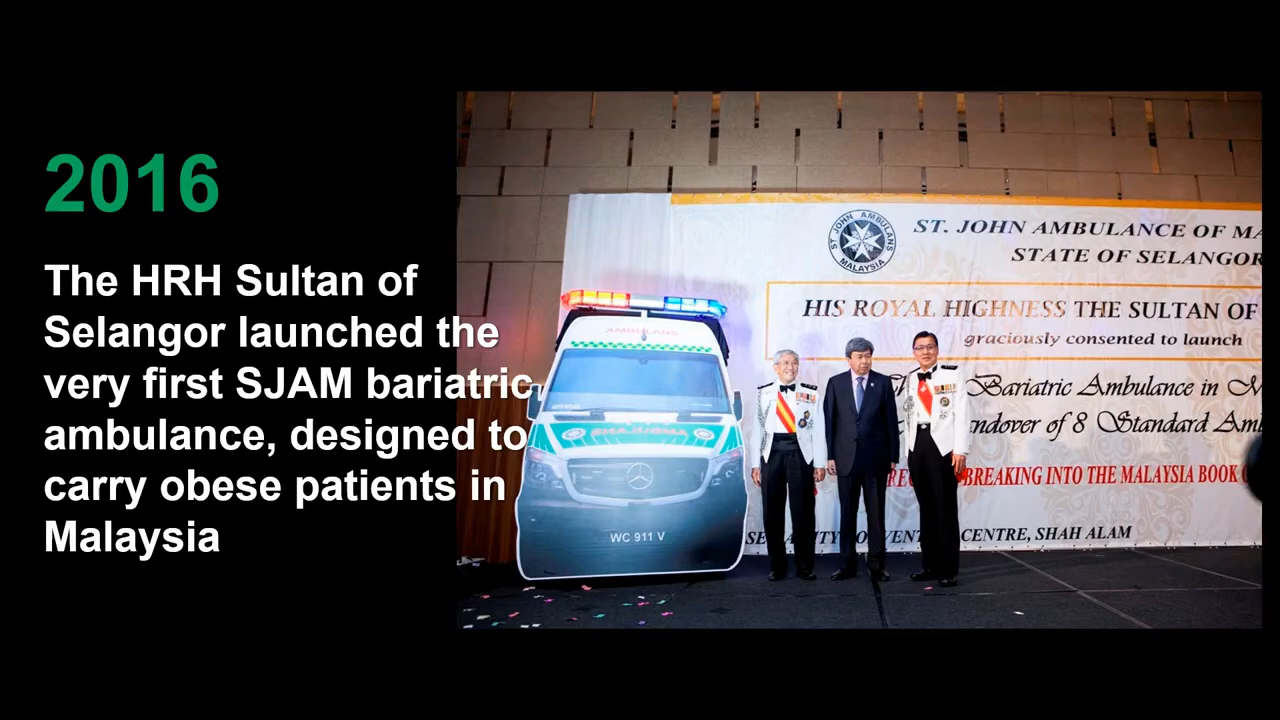 2016
The HRH Sultan of
Selangor launched the
very first SJAM bariatric
ambulance, designed to
carry obese patients in
Malaysia
ST. JOHN AMBULANS
MALAYSIA
ST. JOHN AMBULANCE OF MA
STATE OF SELANGOR
HIS ROYAL HIGHNESS THE SULTAN OF
graciously consented to launch
Bariatric Ambulance in M
ndover of 8 Standard Amb
BREAKING INTO THE MALAYSIA BOOK
CENTRE, SHAH ALAM
AMBULANS
WC 911 V